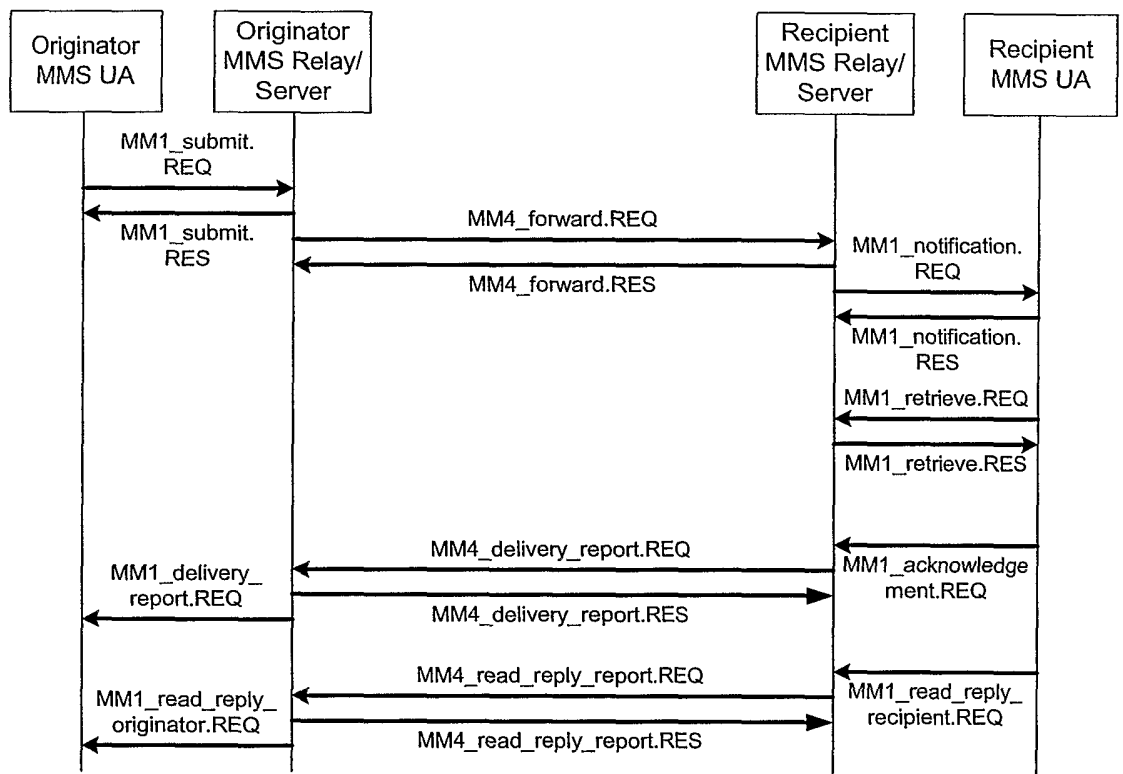 Originator
MMS UA
Originator
MMS Relay/
Server
Recipient
MMS Relay/
Server
Recipient
MMS UA
MM1_submit.
REQ
MM1_submit.
RES
MM4_forward.REQ
MM4_forward.RES
MM1_notification.
REQ
MM1_notification.
RES
MM1_retrieve.REQ
MM1_retrieve.RES
MM4_delivery_report.REQ
MM1_acknowledge
ment.REQ
MM1_delivery_
report.REQ
MM4_delivery_report.RES
MM4_read_reply_report.REQ
MM1_read_reply_
recipient.REQ
MM1_read_reply_
originator.REQ
MM4_read_reply_report.RES